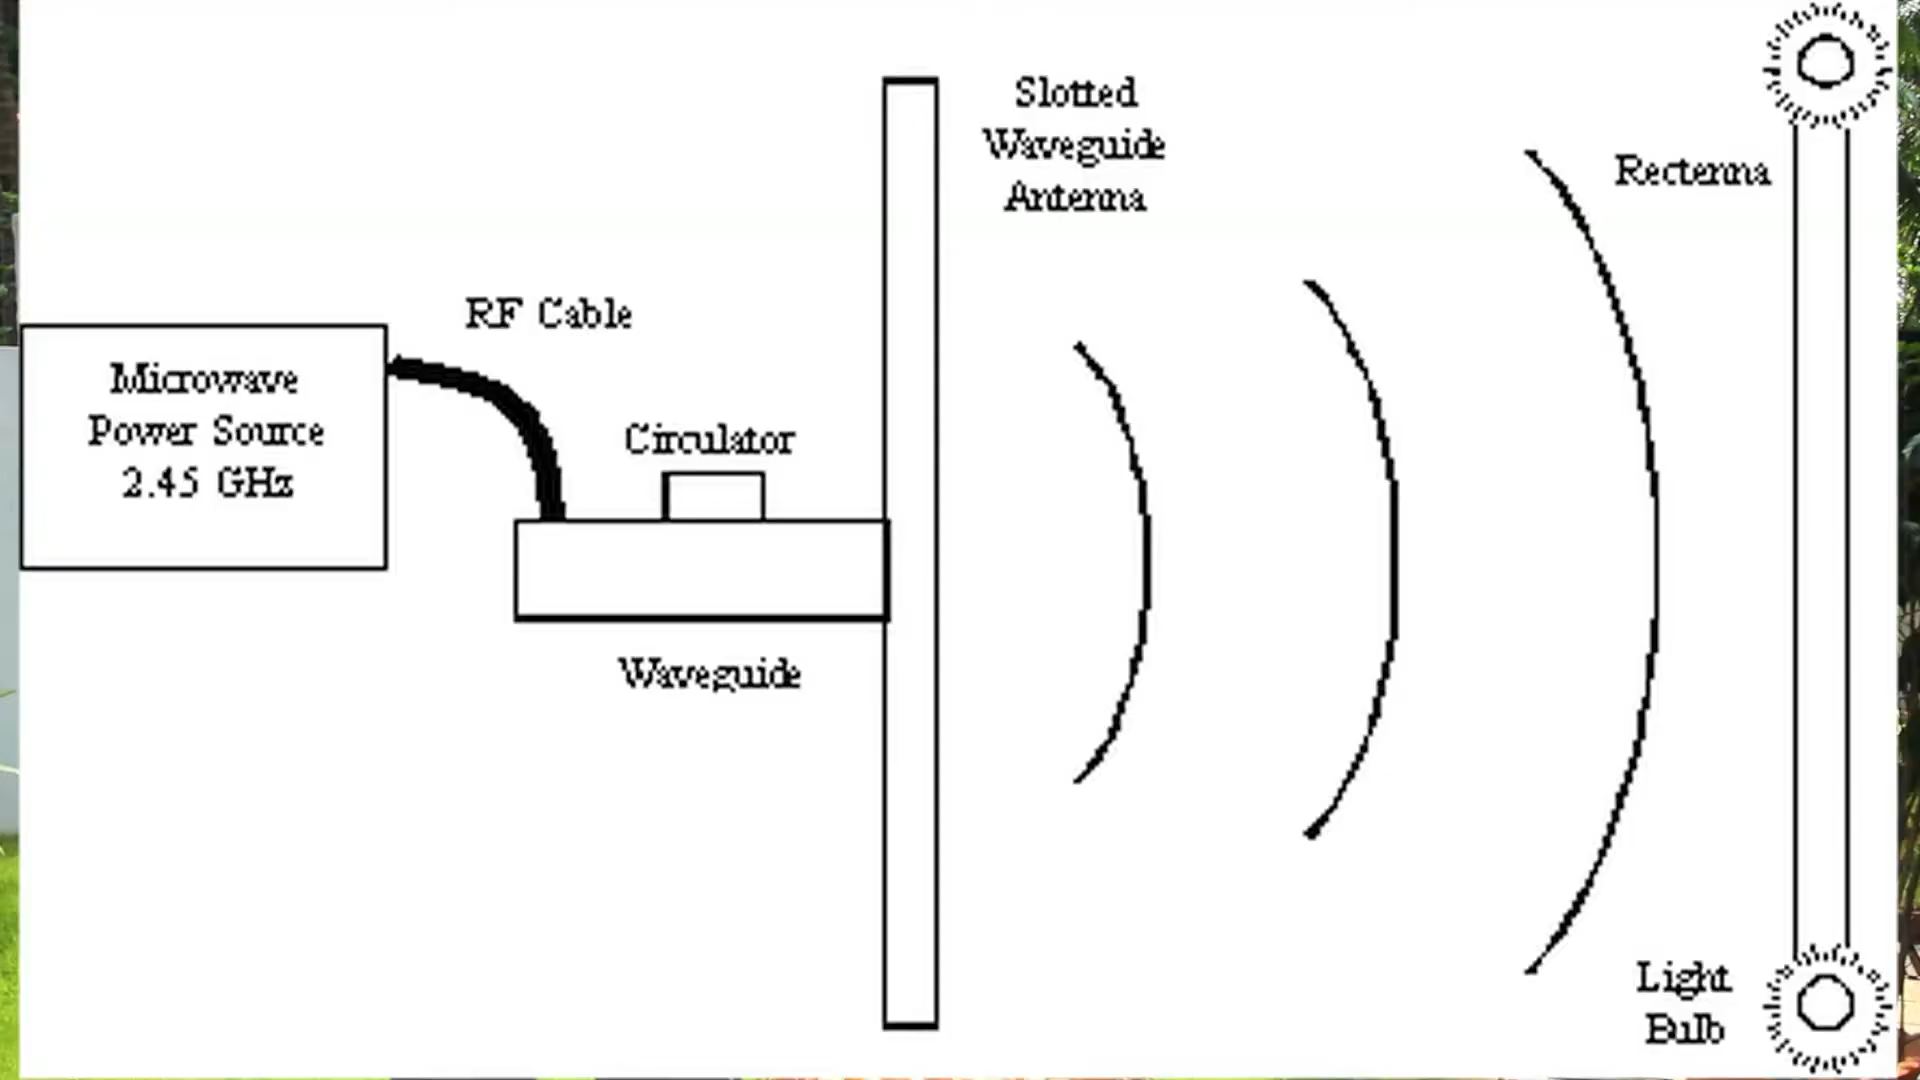 Slotted
Waveguide
Antenna
Rectenna
RF Cable
Microwave
Power Source
2.45 GHz
Circulator
Waveguide
Light
Bulb